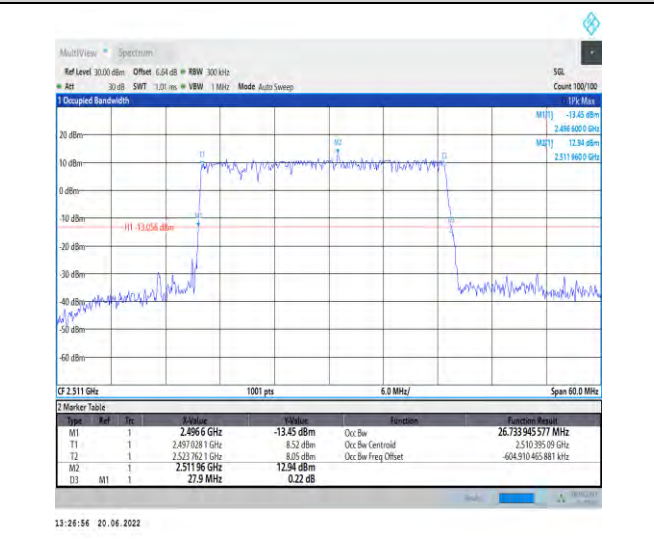 MultiView Spectrum
Ref Level 30.00 dBm Offset 6.64 dB RBW 300 kHz SGL
Att 30 dB SWT 1.01 ms VBW 1 MHz Mode Auto Sweep Count 100/100
1 Occupied Bandwidth 1Pk Max
M1[1] -13.45 dBm
2.496 600 0 GHz
M2[1] 12.94 dBm
2.511 960 0 GHz
20 dBm
M2
T1
10 dBm
0 dBm
-10 dBm
M1
H1 -13.056 dBm
-20 dBm
-30 dBm
-40 dBm
-50 dBm
-60 dBm
CF 2.511 GHz 1001 pts 6.0 MHz/ Span 60.0 MHz
2 Marker Table
Type Ref Trc X-Value Y-Value Function Function Result
M1 1 2.496 6 GHz -13.45 dBm Occ Bw 26.733 945 577 MHz
T1 1 2.497 028 1 GHz 8.52 dBm Occ Bw Centroid 2.510 395 09 GHz
T2 1 2.523 762 1 GHz 8.05 dBm Occ Bw Freq Offset -604.910 465 881 kHz
M2 1 2.511 96 GHz 12.94 dBm
D3 M1 1 27.9 MHz 0.22 dB
13:26:56 20.06.2022